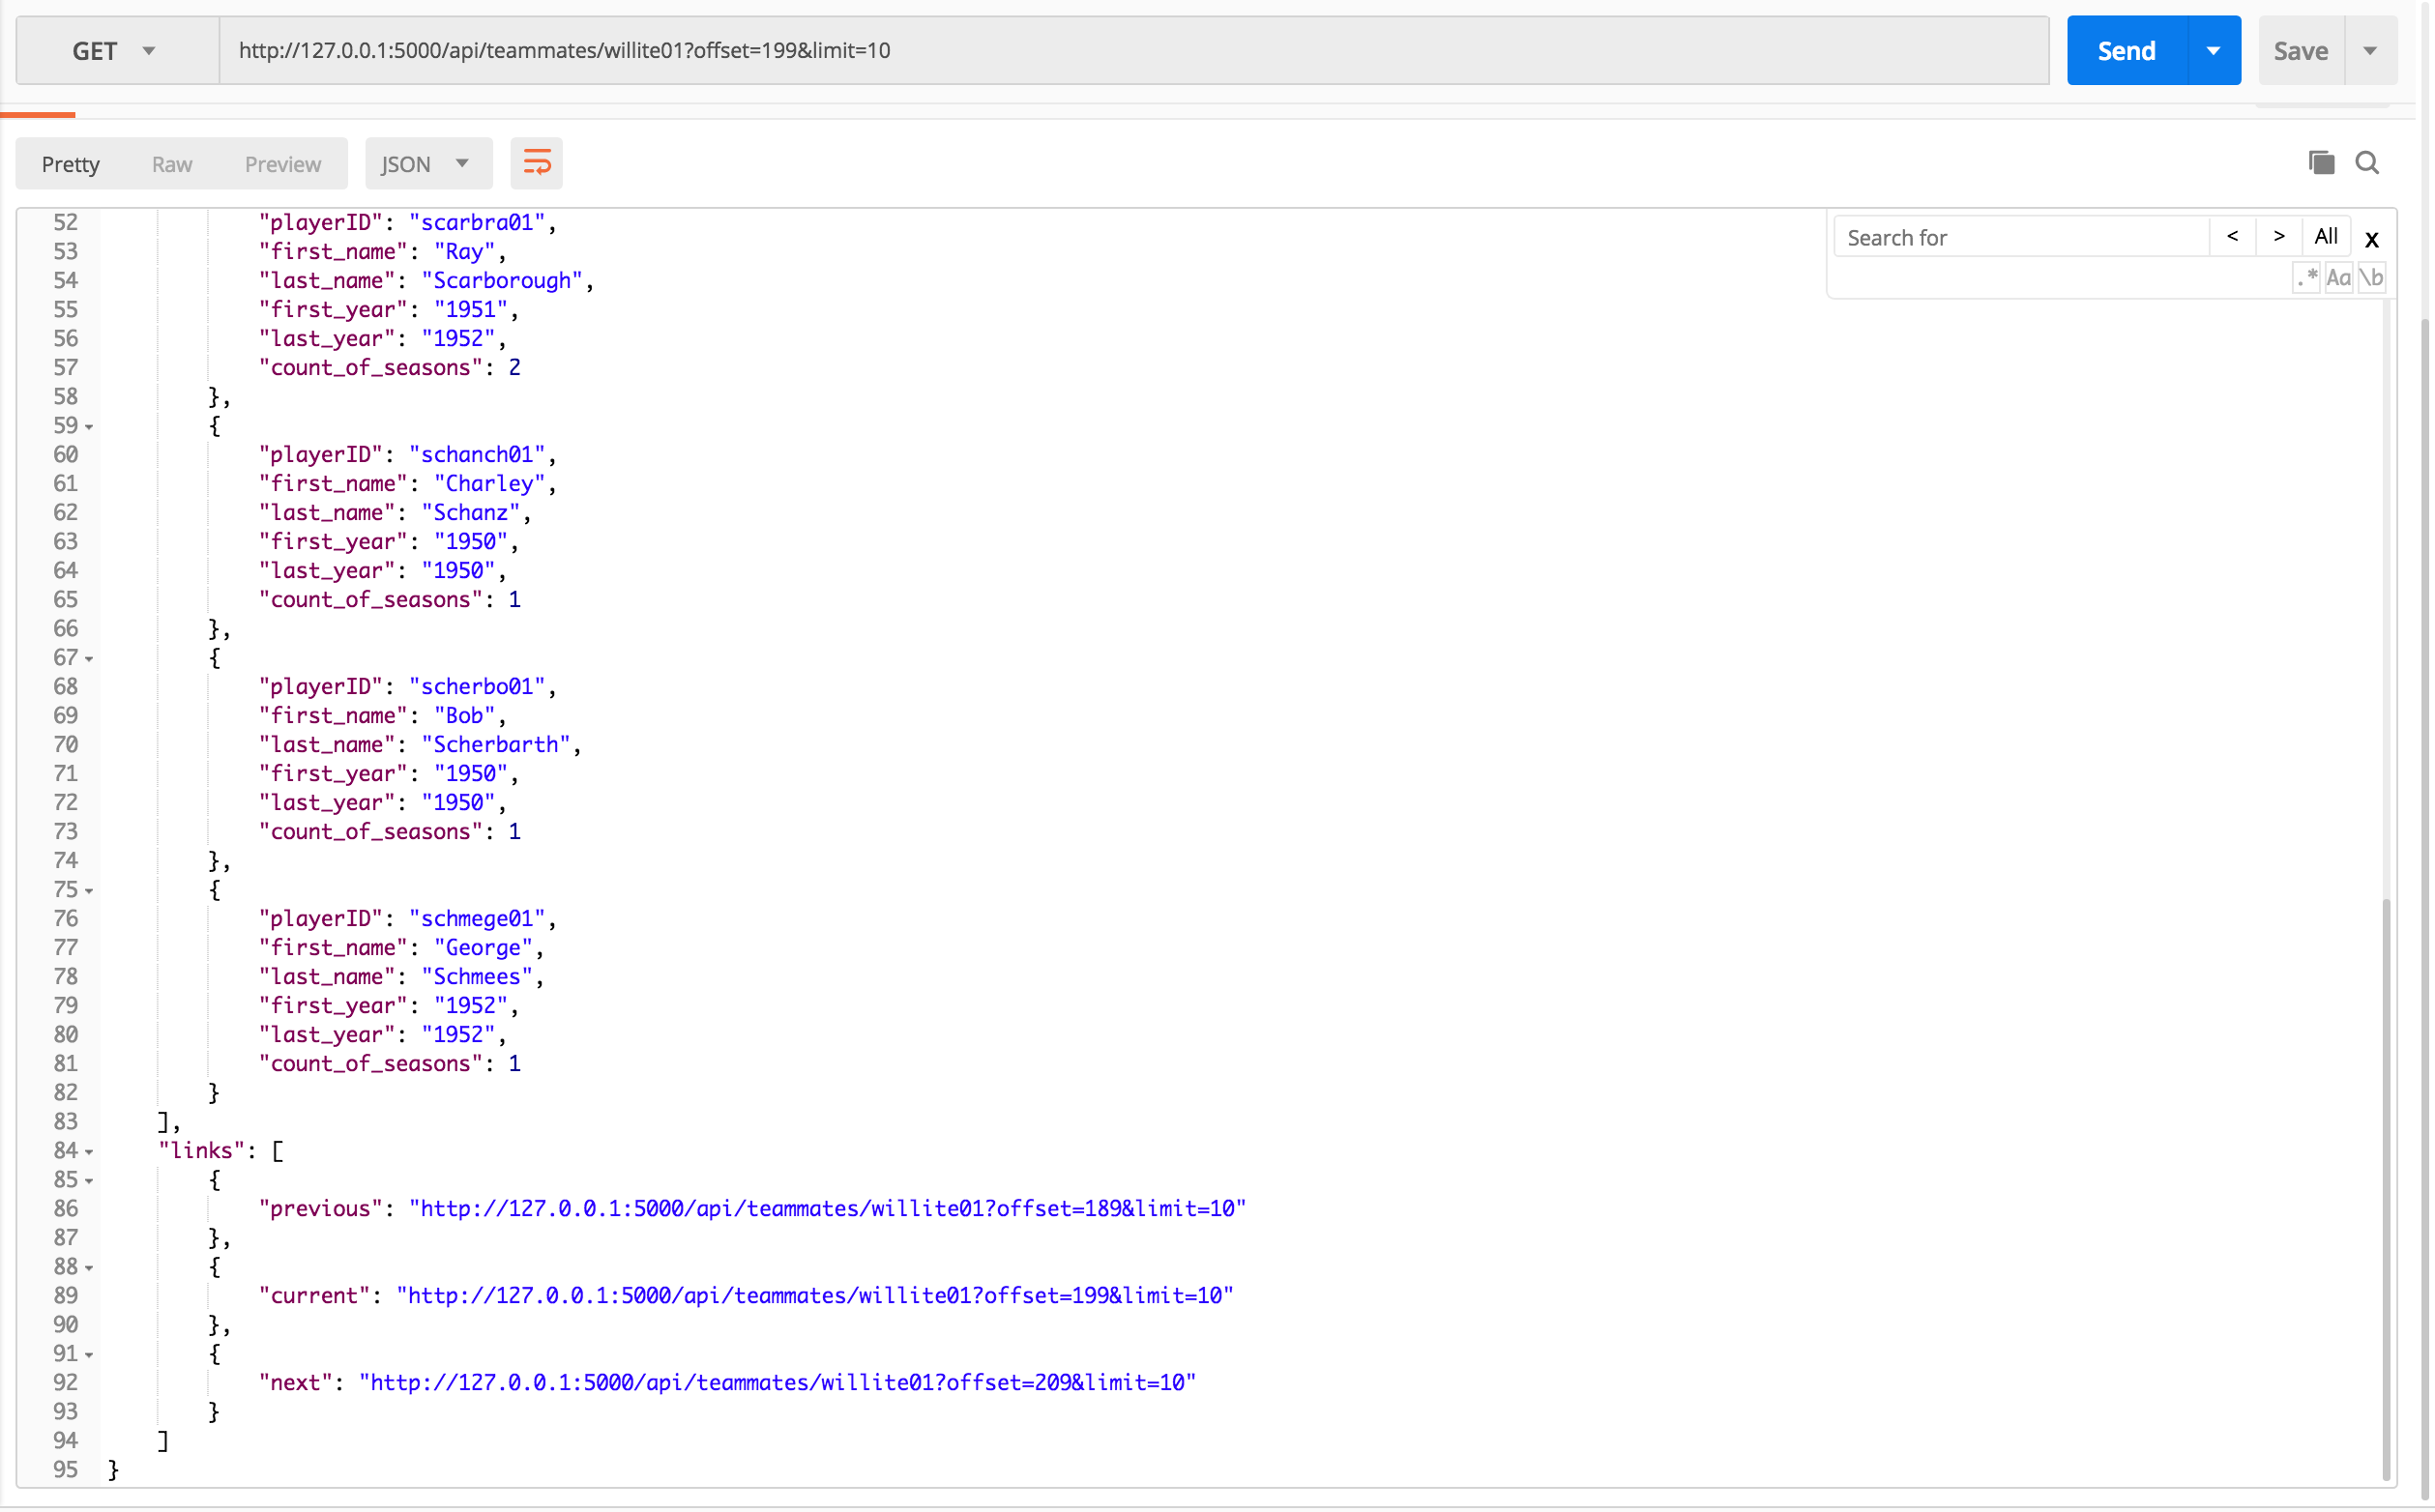 GET http://127.0.0.1:5000/api/teammates/willite01?offset=199&limit=10 Send Save
Pretty Raw Preview JSON
Search for < > All x
.* Aa \b
52 "playerID": "scarbra01",
53 "first_name": "Ray",
54 "last_name": "Scarborough",
55 "first_year": "1951",
56 "last_year": "1952",
57 "count_of_seasons": 2
58 },
59 {
60 "playerID": "schanch01",
61 "first_name": "Charley",
62 "last_name": "Schanz",
63 "first_year": "1950",
64 "last_year": "1950",
65 "count_of_seasons": 1
66 },
67 {
68 "playerID": "scherbo01",
69 "first_name": "Bob",
70 "last_name": "Scherbarth",
71 "first_year": "1950",
72 "last_year": "1950",
73 "count_of_seasons": 1
74 },
75 {
76 "playerID": "schmege01",
77 "first_name": "George",
78 "last_name": "Schmees",
79 "first_year": "1952",
80 "last_year": "1952",
81 "count_of_seasons": 1
82 }
83 ],
84 "links": [
85 {
86 "previous": "http://127.0.0.1:5000/api/teammates/willite01?offset=189&limit=10"
87 },
88 {
89 "current": "http://127.0.0.1:5000/api/teammates/willite01?offset=199&limit=10"
90 },
91 {
92 "next": "http://127.0.0.1:5000/api/teammates/willite01?offset=209&limit=10"
93 }
94 ]
95 }